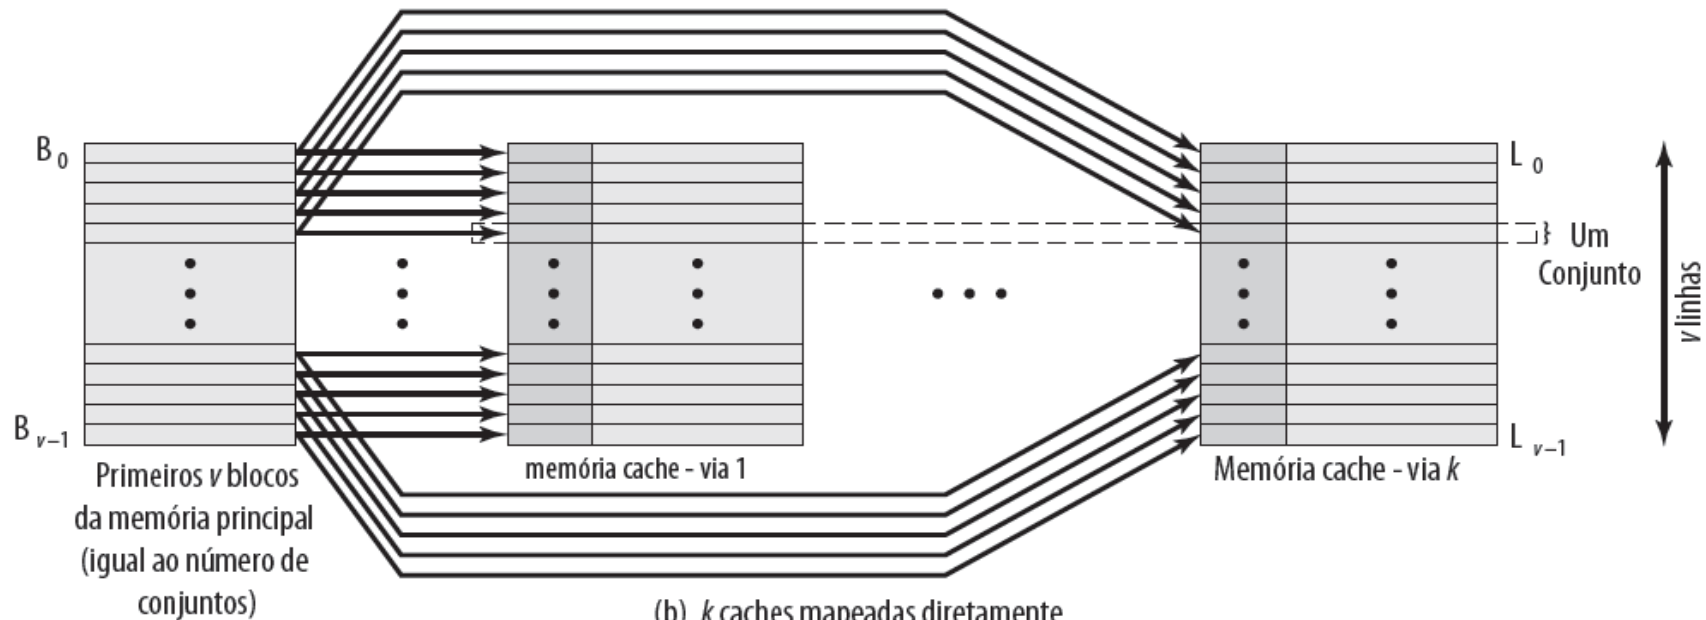 B 0
L 0
} Um
Conjunto
v linhas
B v–1
L v–1
Primeiros v blocos
da memória principal
(igual ao número de
conjuntos)
memória cache - via 1
Memória cache - via k
(b) k caches mapeadas diretamente